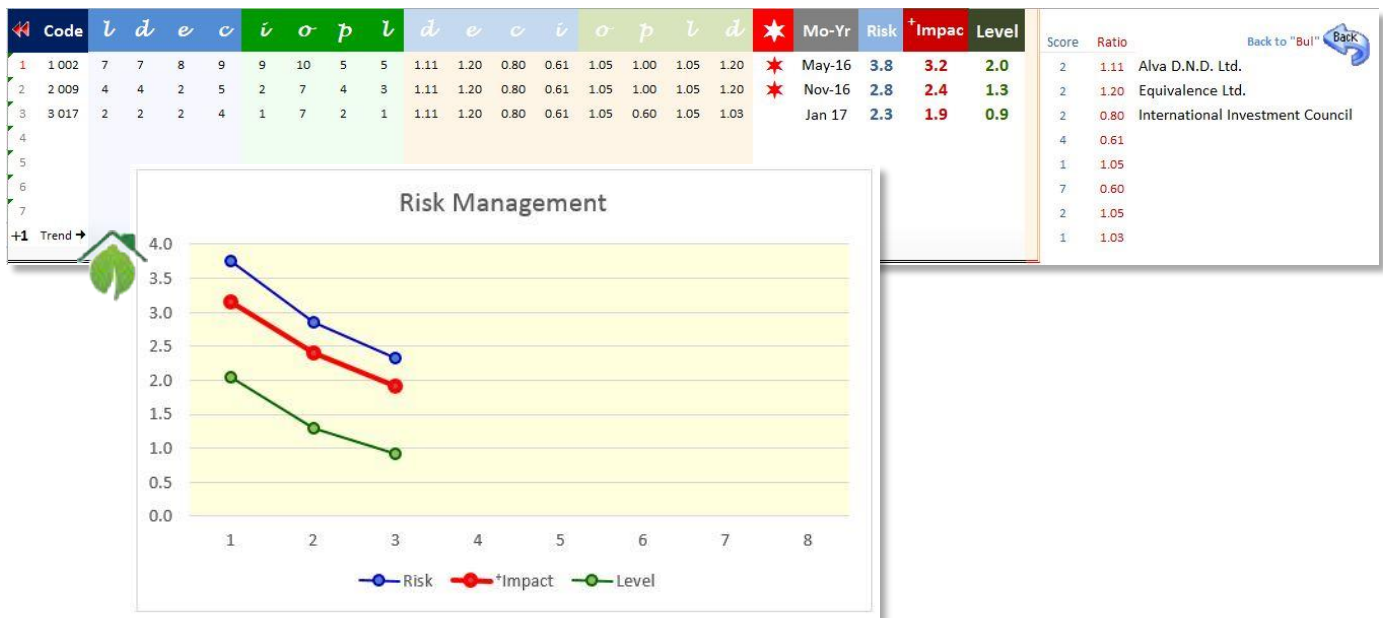 Code l d e c i o p l d e c i o p l d Mo-Yr Risk +Impac Level
1 1 002 7 7 8 9 9 10 5 5 1.11 1.20 0.80 0.61 1.05 1.00 1.05 1.20 May-16 3.8 3.2 2.0
2 2 009 4 4 2 5 2 7 4 3 1.11 1.20 0.80 0.61 1.05 1.00 1.05 1.20 Nov-16 2.8 2.4 1.3
3 3 017 2 2 2 4 1 7 2 1 1.11 1.20 0.80 0.61 1.05 0.60 1.05 1.03 Jan 17 2.3 1.9 0.9
4
5
6
7
+1 Trend →
Score Ratio Back to "Bul" Back
2 1.11 Alva D.N.D. Ltd.
2 1.20 Equivalence Ltd.
2 0.80 International Investment Council
4 0.61
1 1.05
7 0.60
2 1.05
1 1.03
Risk Management
4.0
3.5
3.0
2.5
2.0
1.5
1.0
0.5
0.0
1 2 3 4 5 6 7 8
Risk +Impact Level